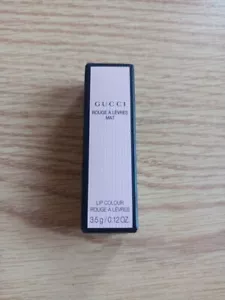 GUCCI
ROUGE À LÈVRES
MAT
LIP COLOUR
ROUGE À LÈVRES
3.5 g / 0.12 OZ.